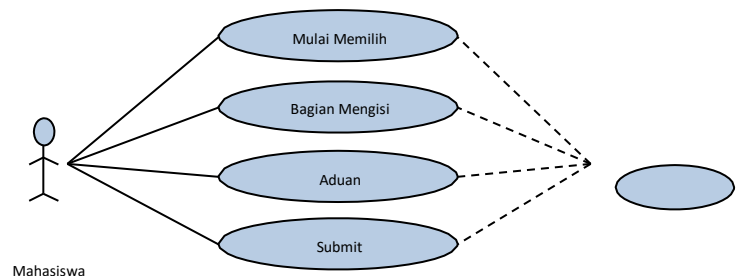 Mulai Memilih
Bagian Mengisi
Aduan
Submit
Mahasiswa